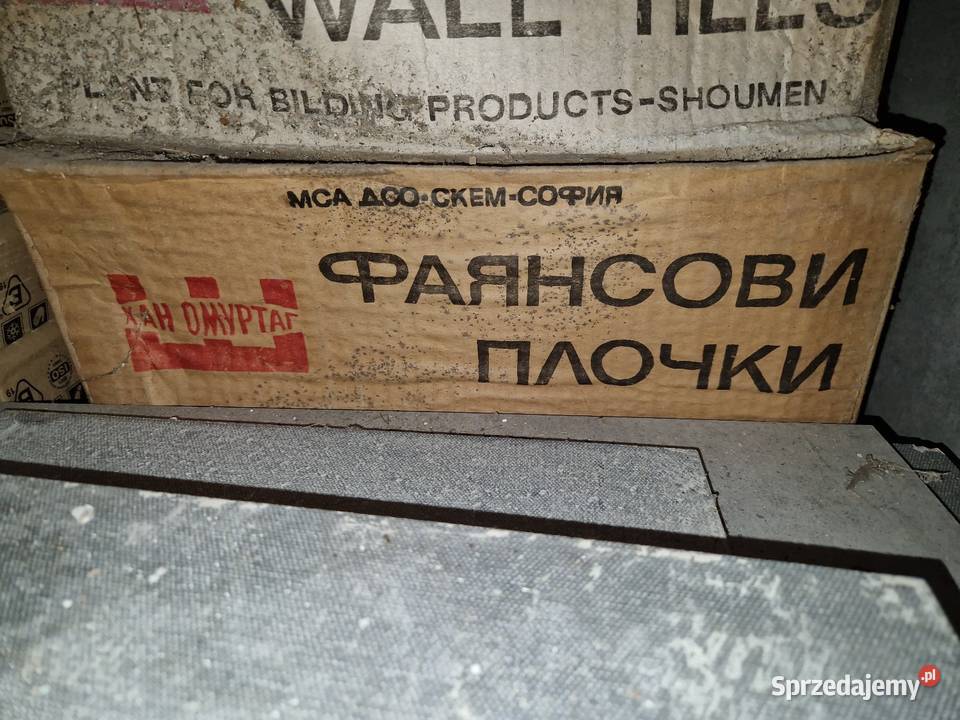 WALL TILES
PLANT FOR BILDING PRODUCTS-SHOUMEN
МСА ДСО-СКЕМ-СОФИЯ
ФАЯНСОВИ
ПЛОЧКИ
ХАН ОМУРТАГ
Sprzedajemy.pl